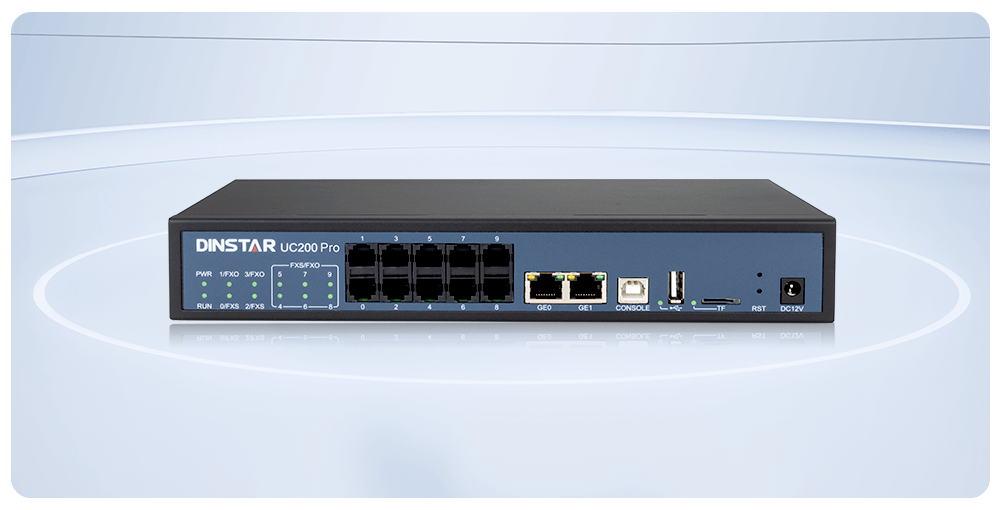 DINSTAR UC200 Pro
1 3 5 7 9
FXS/FXO
PWR 1/FXO 3/FXO 5 7 9
RUN 0/FXS 2/FXS 4 6 8
0 2 4 6 8
GE0 GE1 CONSOLE TF RST DC12V